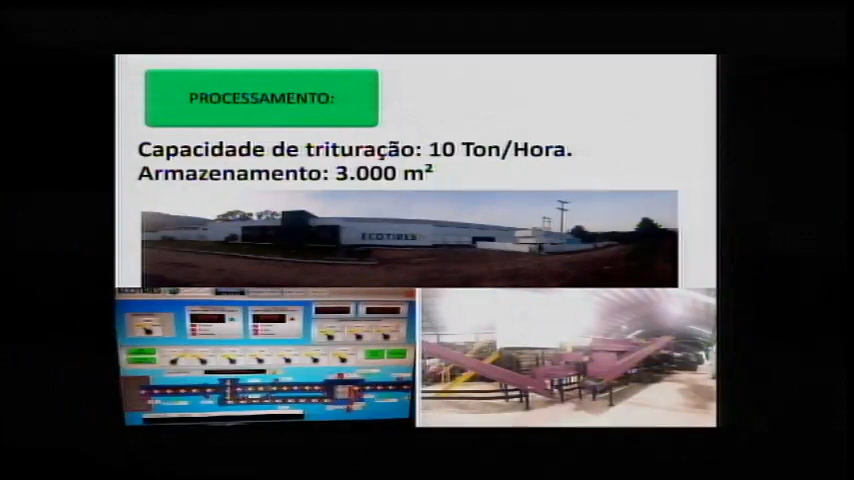 PROCESSAMENTO:
Capacidade de trituração: 10 Ton/Hora.
Armazenamento: 3.000 m²
ECOTIRES